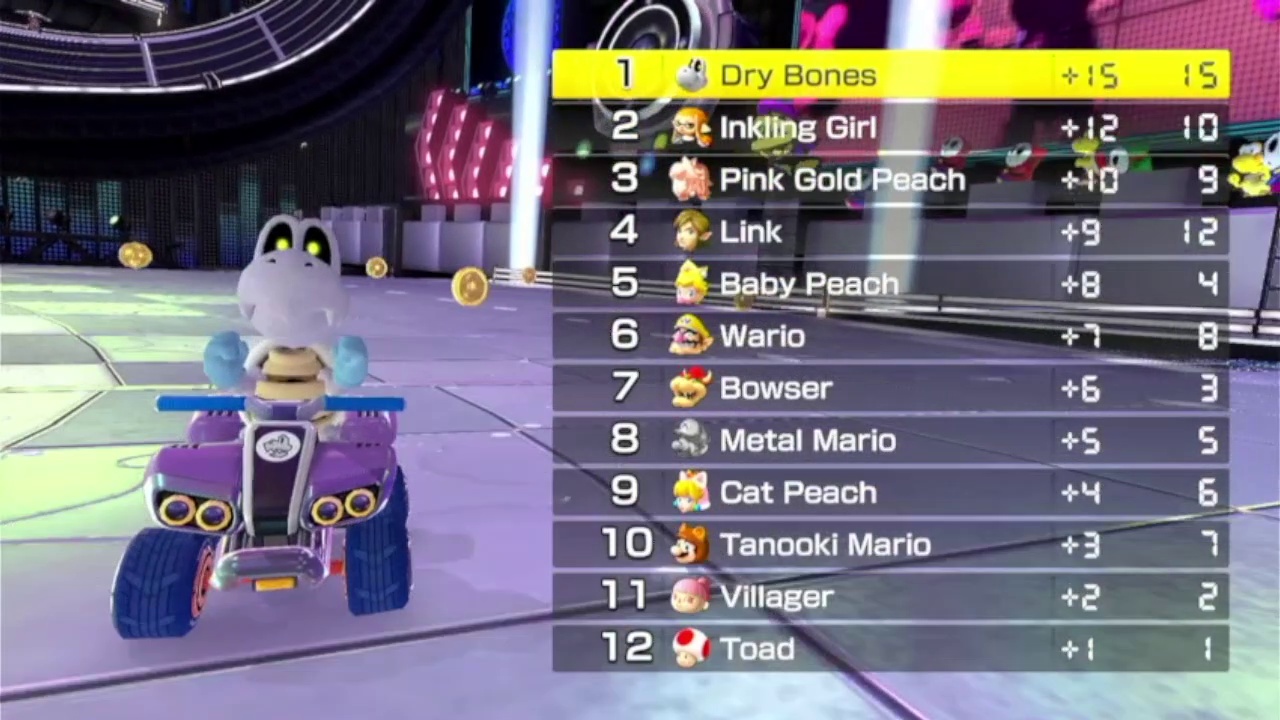 1 Dry Bones +15 15
2 Inkling Girl +12 10
3 Pink Gold Peach +10 9
4 Link +9 12
5 Baby Peach +8 4
6 Wario +7 8
7 Bowser +6 3
8 Metal Mario +5 5
9 Cat Peach +4 6
10 Tanooki Mario +3 7
11 Villager +2 2
12 Toad +1 1